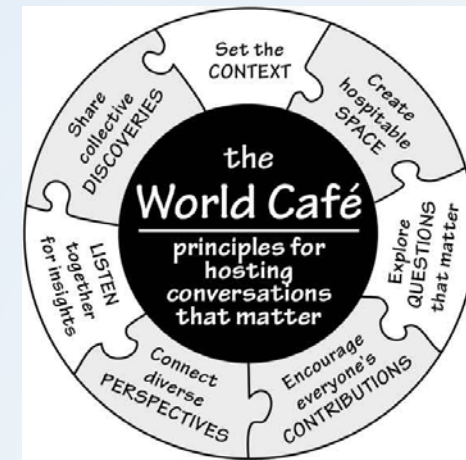 Set the
CONTEXT
Create
hospitable
SPACE
Explore
QUESTIONS
that matter
Encourage
everyone's
CONTRIBUTIONS
Connect
diverse
PERSPECTIVES
LISTEN
together
for insights
Share
collective
DISCOVERIES
the
World Café
principles for
hosting
conversations
that matter